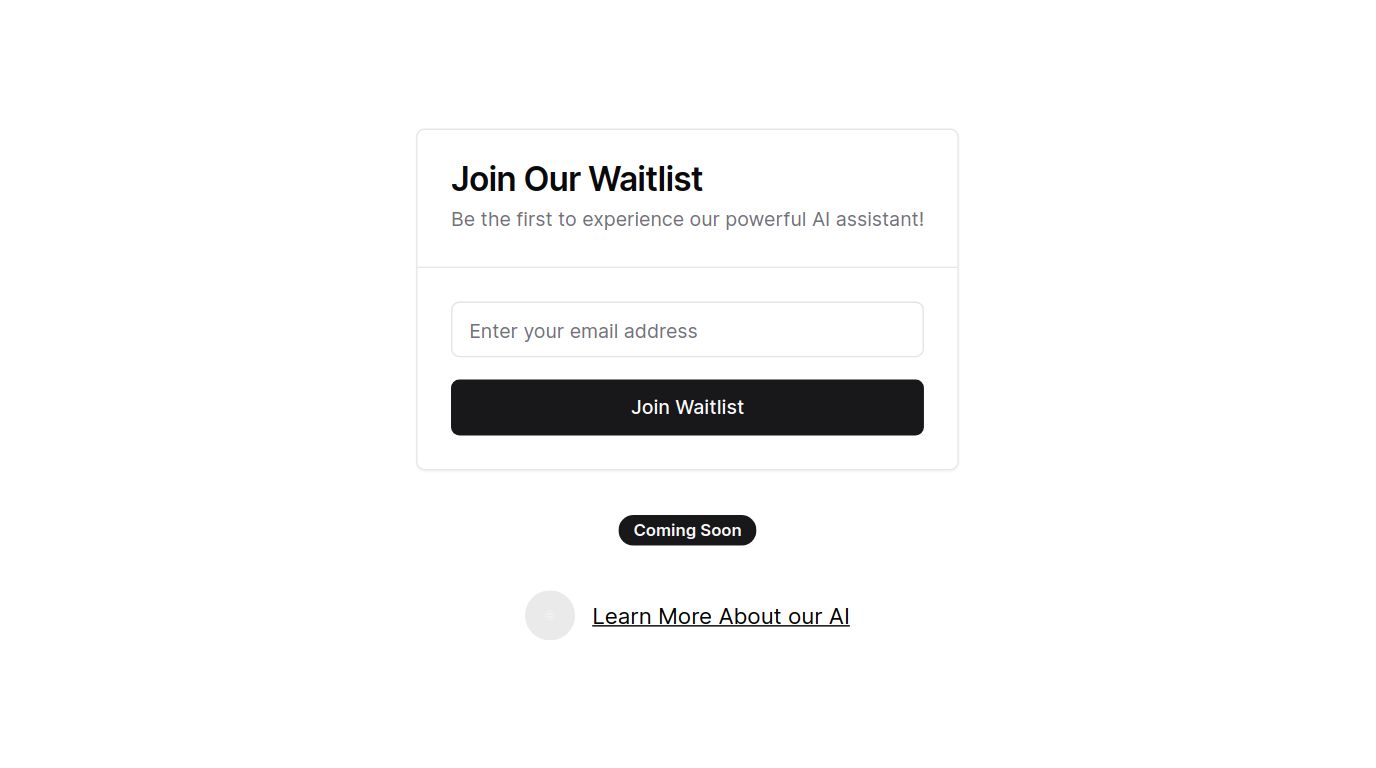 Join Our Waitlist
Be the first to experience our powerful AI assistant!
Enter your email address
Join Waitlist
Coming Soon
Learn More About our AI